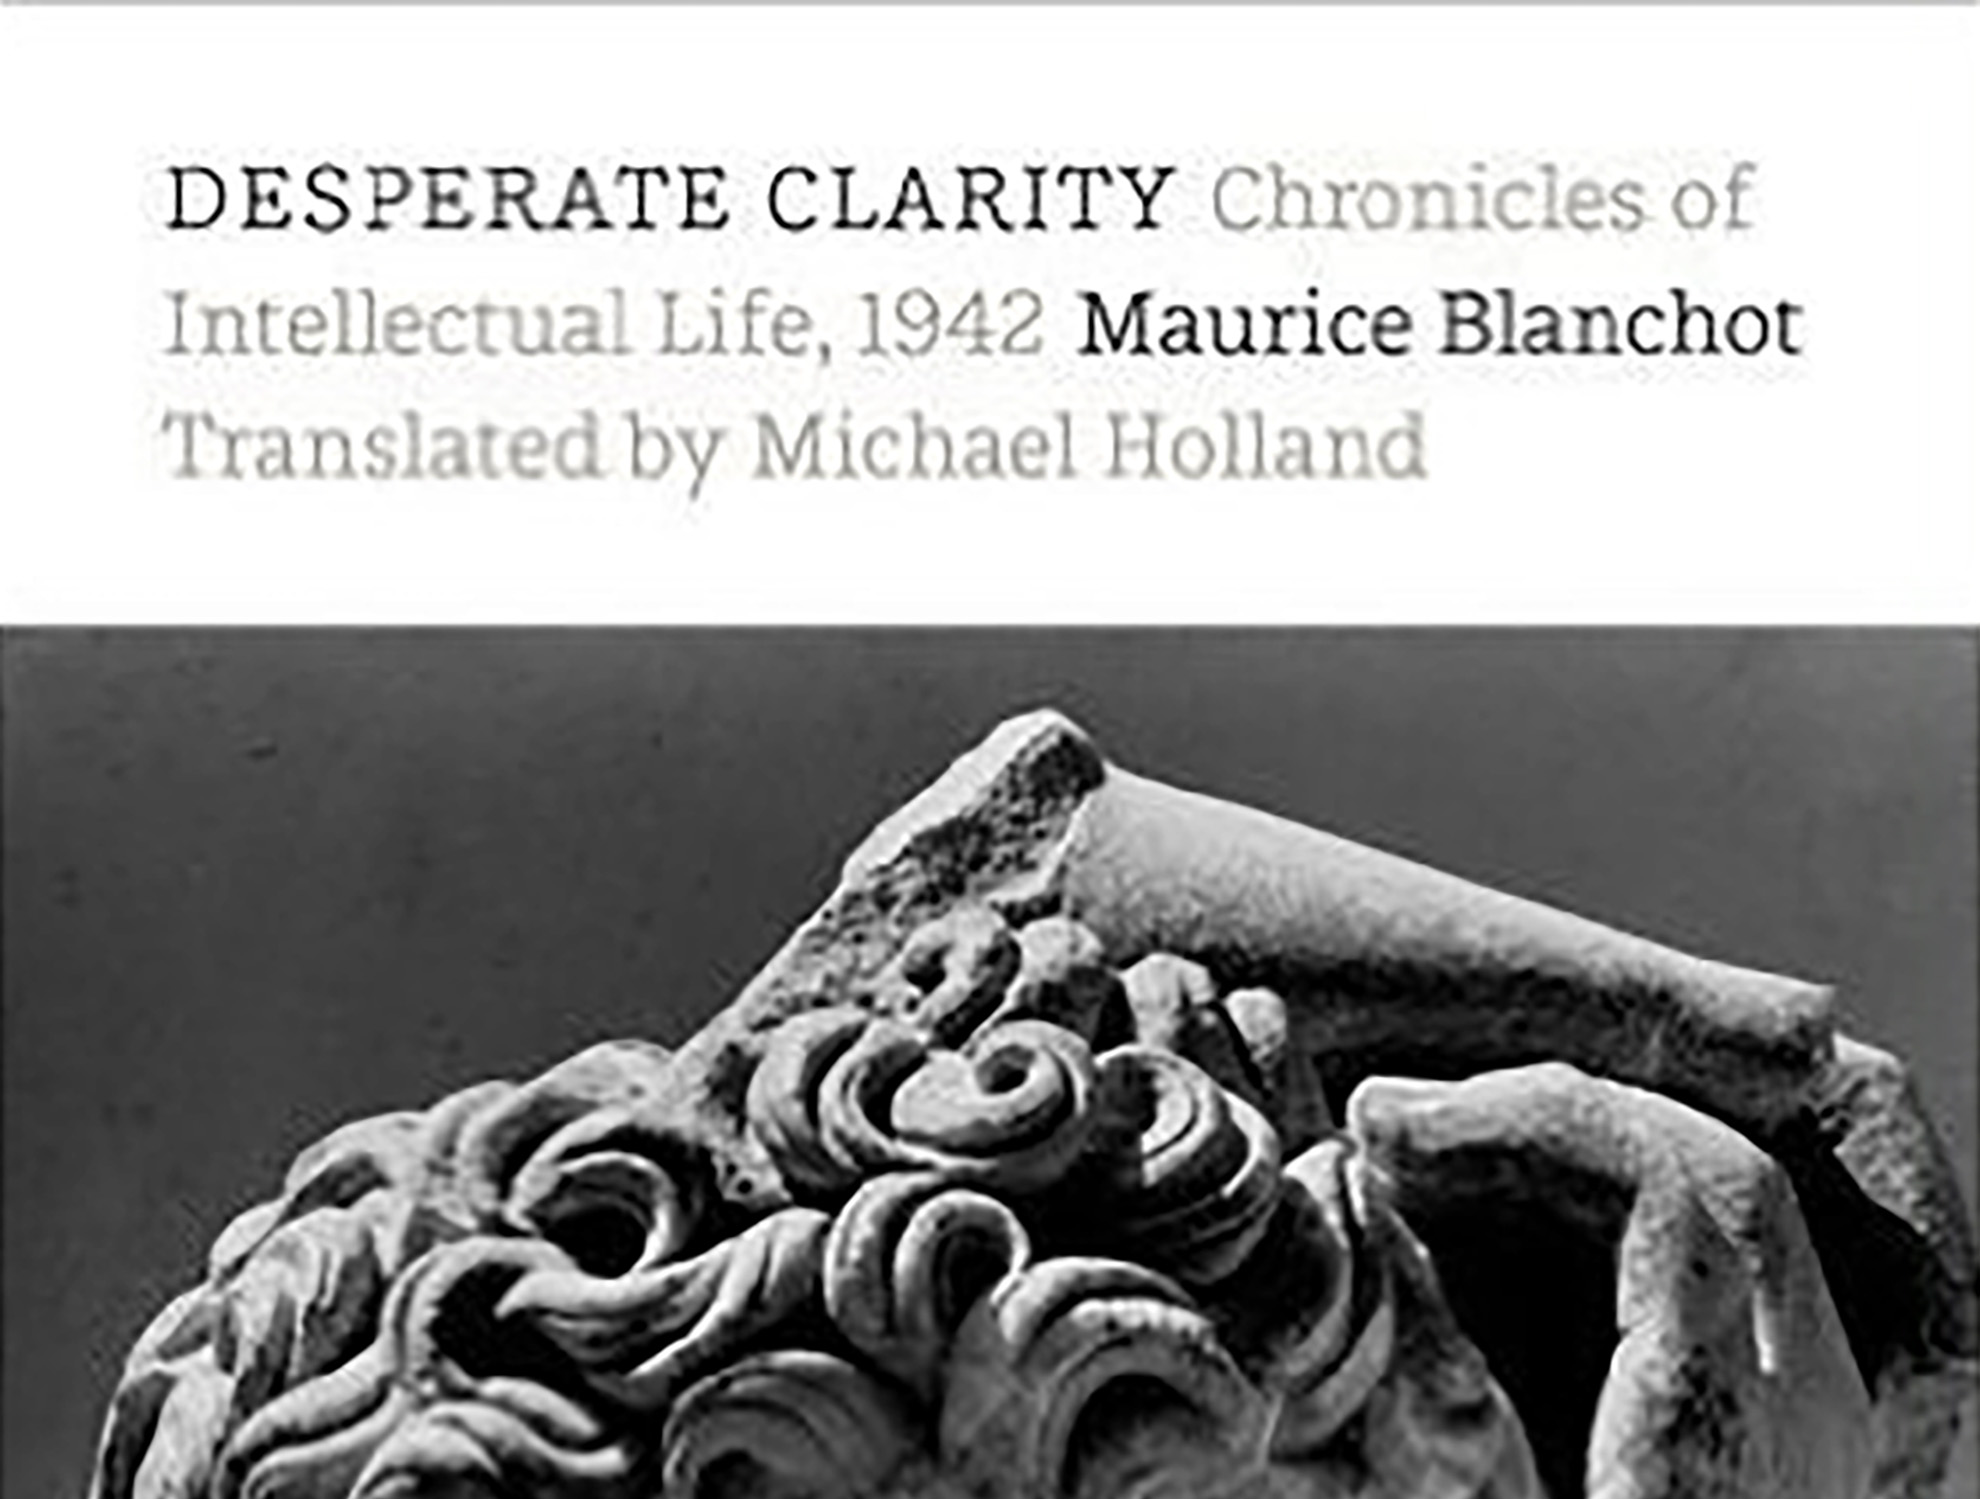 DESPERATE CLARITY Chronicles of
Intellectual Life, 1942 Maurice Blanchot
Translated by Michael Holland